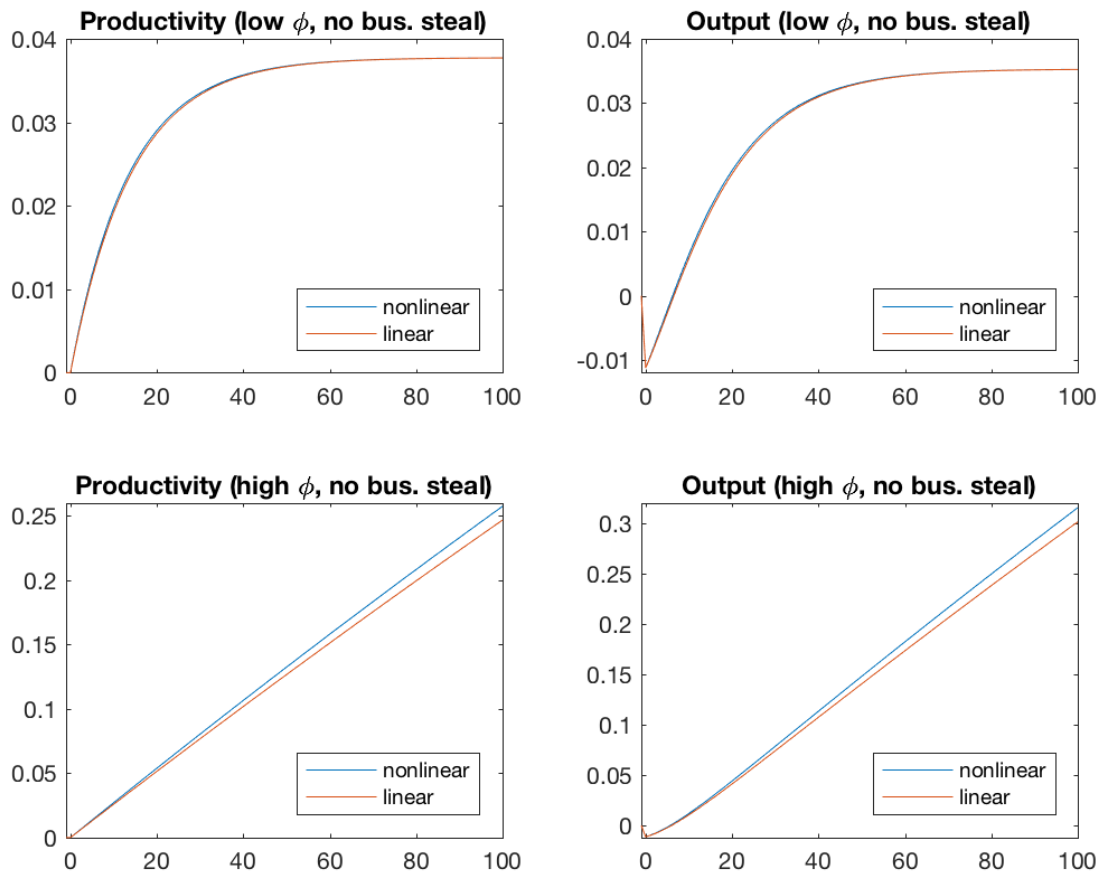 Productivity (low ϕ, no bus. steal)
0.04
0.03
0.02
0.01
0
0 20 40 60 80 100
nonlinear
linear
Output (low ϕ, no bus. steal)
0.04
0.03
0.02
0.01
0
-0.01
0 20 40 60 80 100
nonlinear
linear
Productivity (high ϕ, no bus. steal)
0.25
0.2
0.15
0.1
0.05
0
0 20 40 60 80 100
nonlinear
linear
Output (high ϕ, no bus. steal)
0.3
0.25
0.2
0.15
0.1
0.05
0
0 20 40 60 80 100
nonlinear
linear